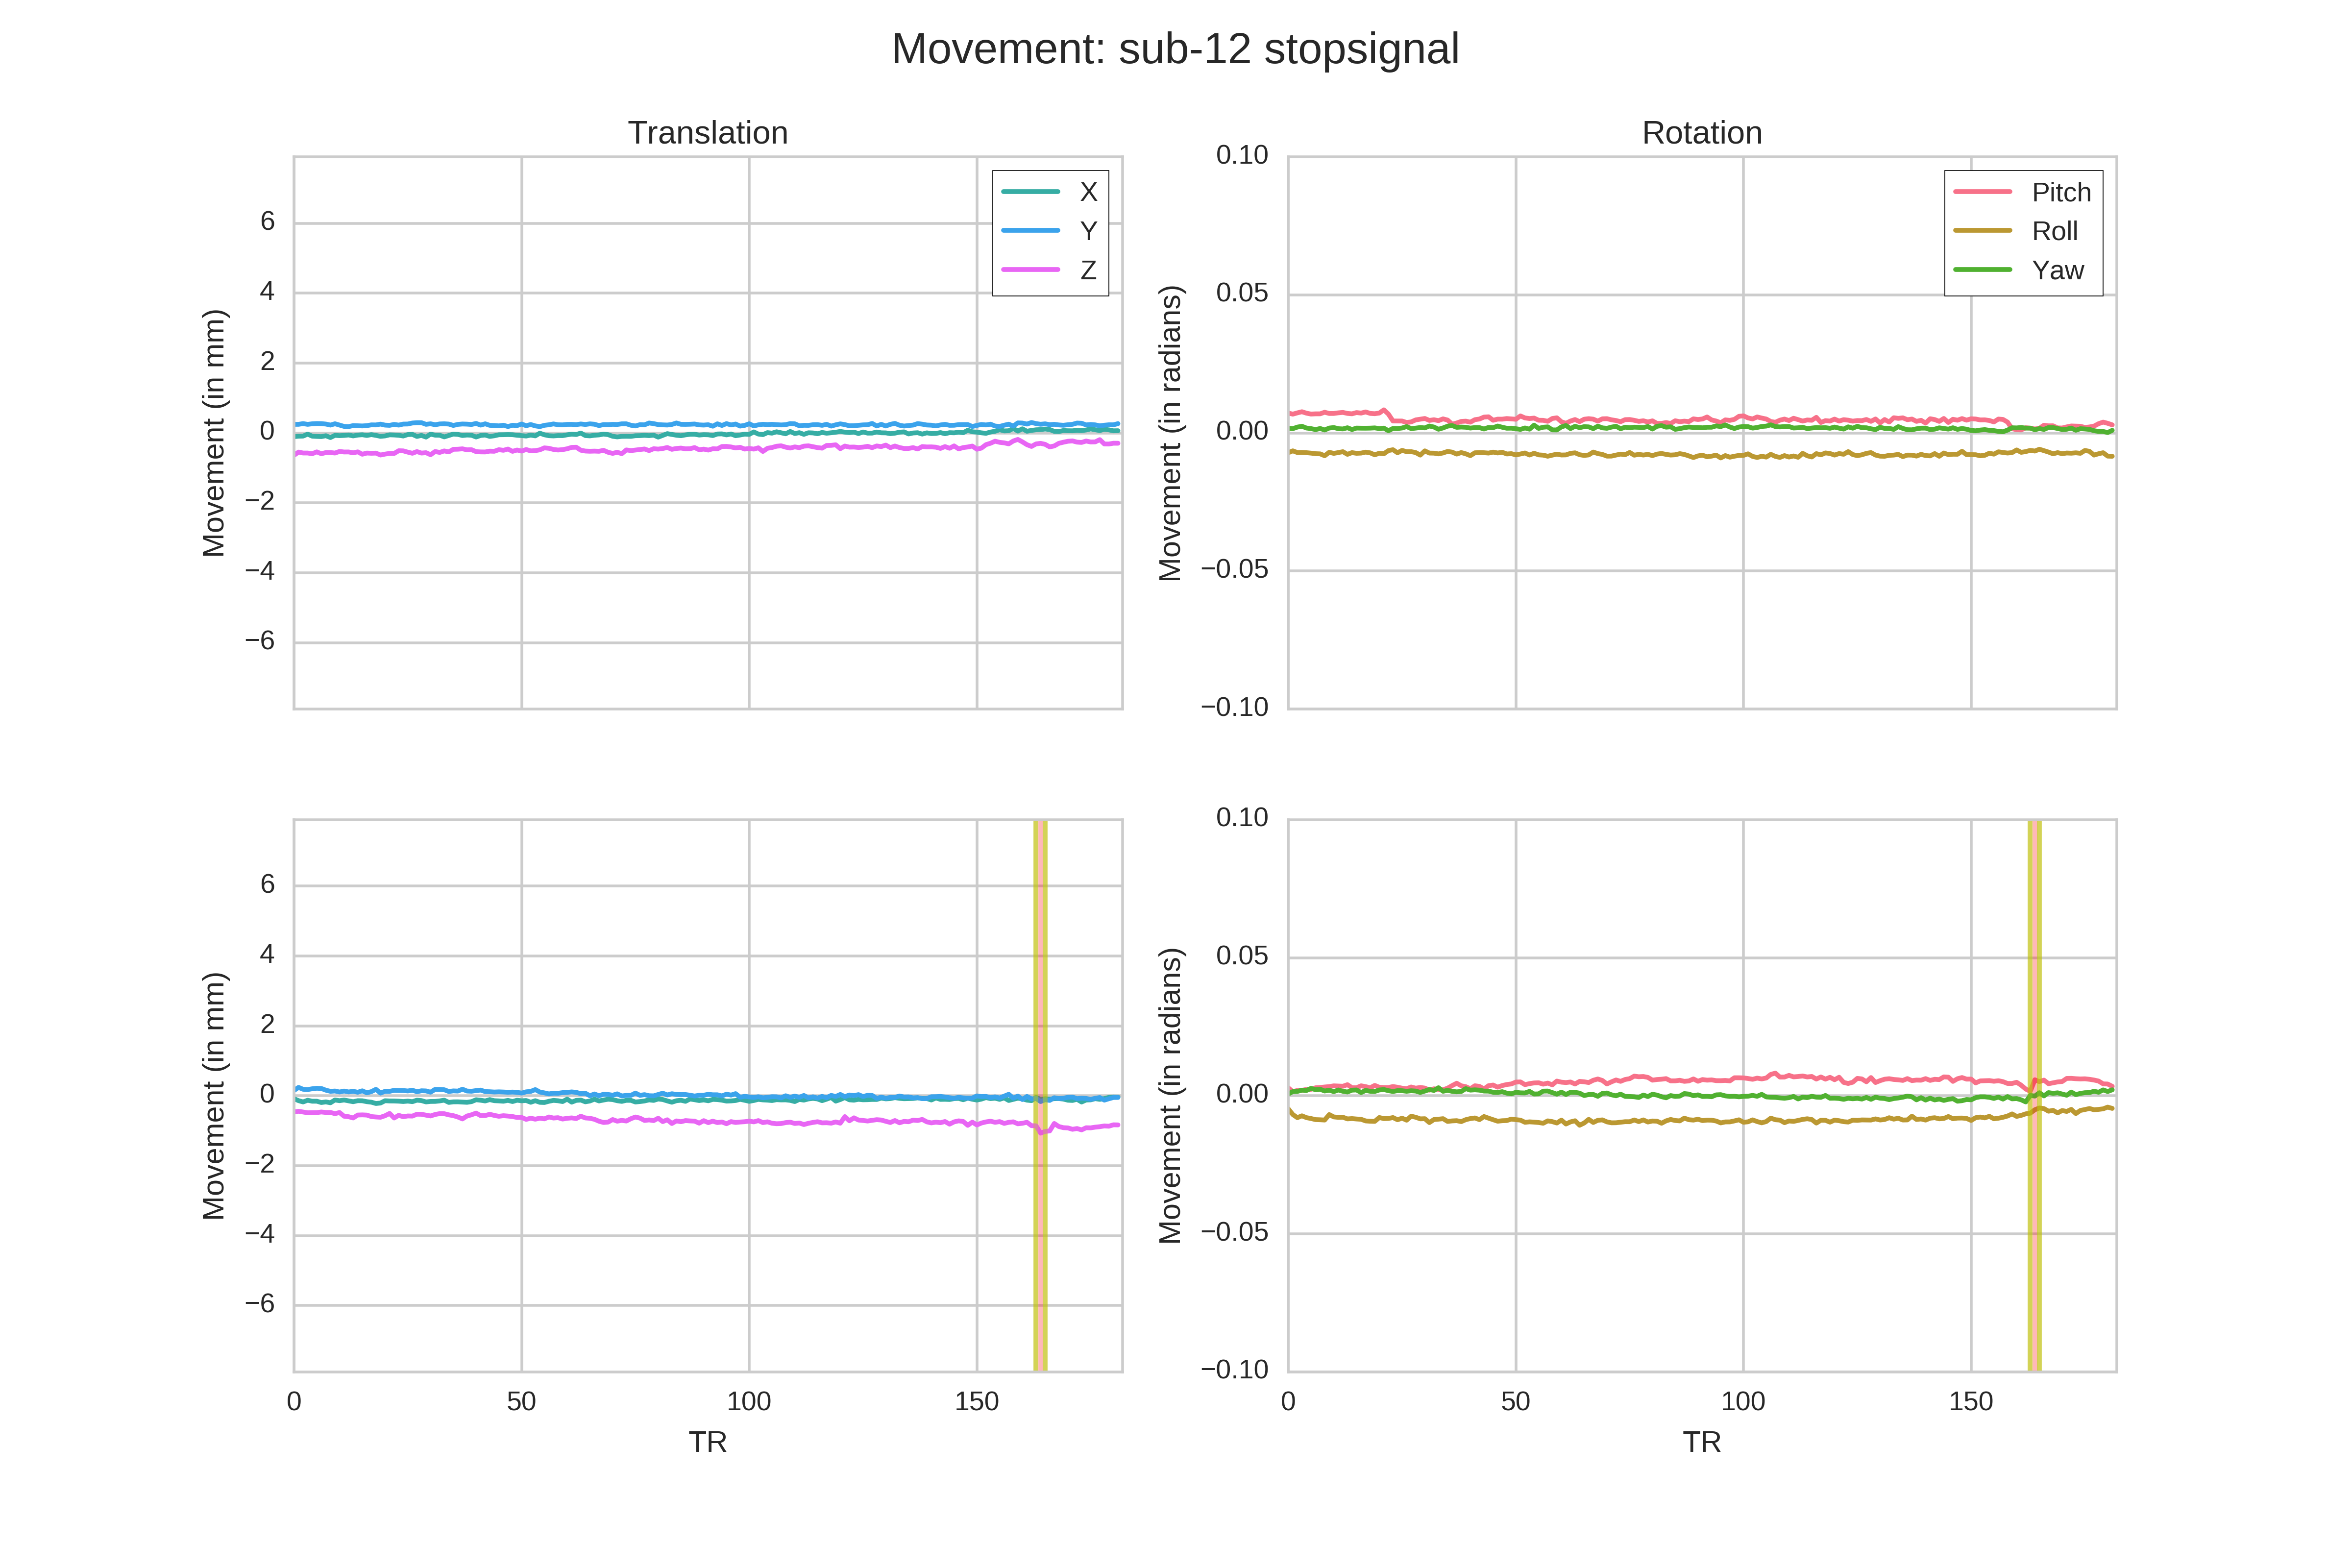 Movement: sub-12 stopsignal
Translation
6
4
2
0
−2
−4
−6
Movement (in mm)
X
Y
Z
Rotation
0.10
0.05
0.00
−0.05
−0.10
Movement (in radians)
Pitch
Roll
Yaw
6
4
2
0
−2
−4
−6
Movement (in mm)
0 50 100 150
TR
0.10
0.05
0.00
−0.05
−0.10
Movement (in radians)
0 50 100 150
TR